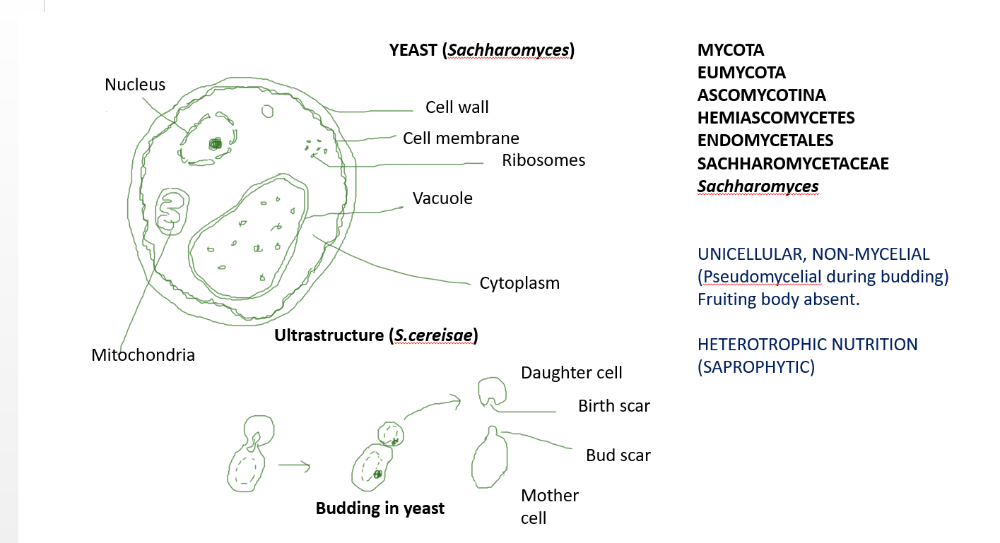 YEAST (Sachharomyces)
Nucleus
Cell wall
Cell membrane
Ribosomes
Vacuole
Cytoplasm
Mitochondria
Ultrastructure (S.cereisae)
Daughter cell
Birth scar
Bud scar
Mother
cell
Budding in yeast
MYCOTA
EUMYCOTA
ASCOMYCOTINA
HEMIASCOMYCETES
ENDOMYCETALES
SACHHAROMYCETACEAE
Sachharomyces
UNICELLULAR, NON-MYCELIAL
(Pseudomycelial during budding)
Fruiting body absent.
HETEROTROPHIC NUTRITION
(SAPROPHYTIC)